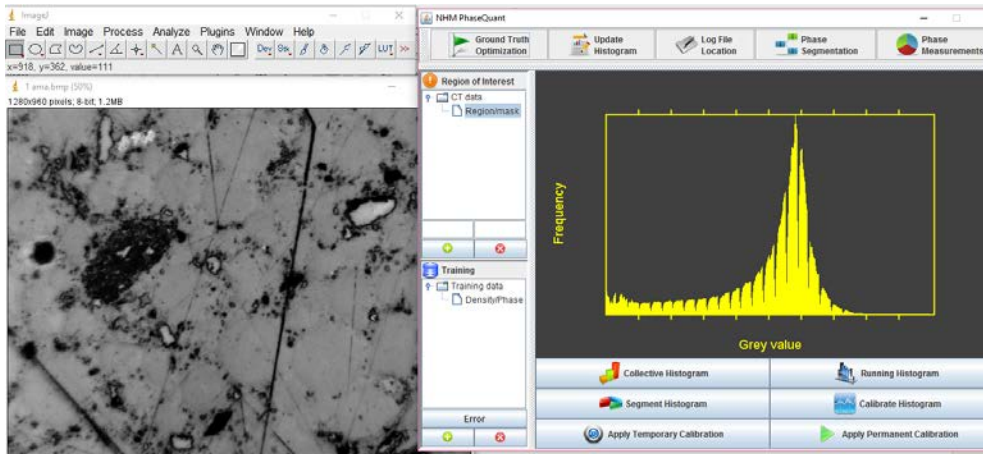 ImageJ
File Edit Image Process Analyze Plugins Window Help
Dev Stk LUT >>
x=918, y=362, value=111
1280x960 pixels; 8-bit; 1.2MB
NHM PhaseQuant
Ground Truth
Optimization
Update
Histogram
Log File
Location
Phase
Segmentation
Phase
Measurements
Region of Interest
CT data
Region/mask
Training
Training data
Density/Phase
Error
Frequency
Grey value
Collective Histogram
Running Histogram
Segment Histogram
Calibrate Histogram
Apply Temporary Calibration
Apply Permanent Calibration